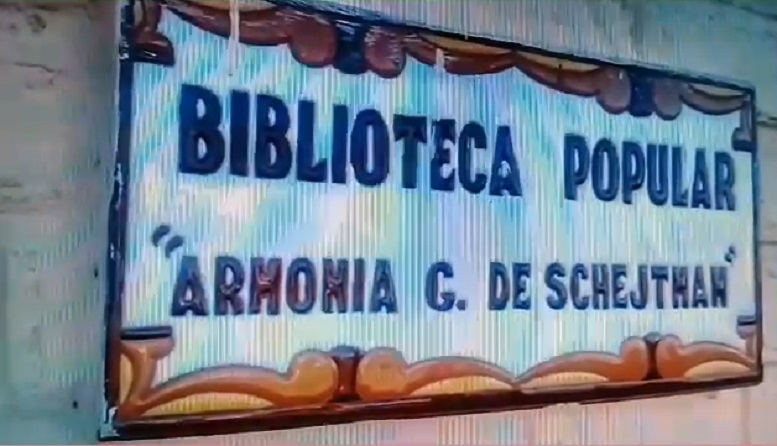 BIBLIOTECA POPULAR
"ARMONIA G. DE SCHEJTMAN"